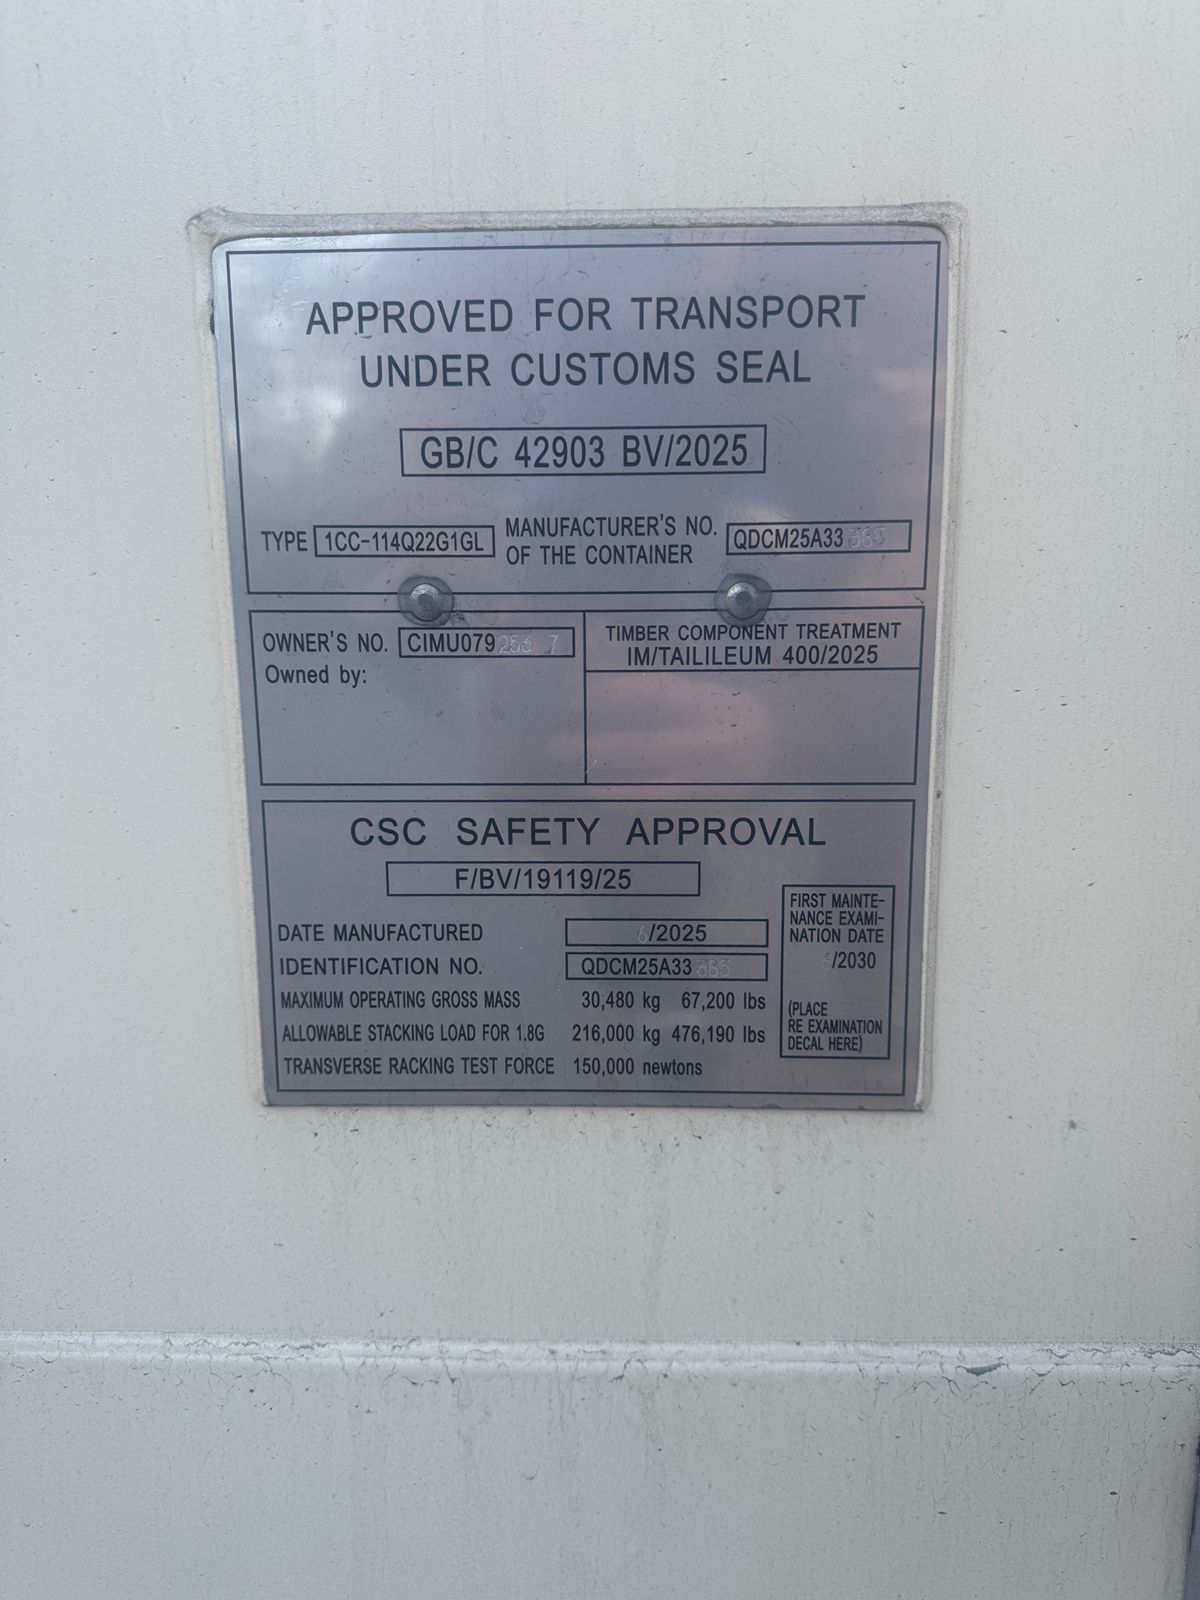 APPROVED FOR TRANSPORT
UNDER CUSTOMS SEAL
GB/C 42903 BV/2025
TYPE 1CC-114Q22G1GL
MANUFACTURER'S NO.
OF THE CONTAINER
QDCM25A33
OWNER'S NO. CIMU079
Owned by:
TIMBER COMPONENT TREATMENT
IM/TAILILEUM 400/2025
CSC SAFETY APPROVAL
F/BV/19119/25
DATE MANUFACTURED 6/2025
IDENTIFICATION NO. QDCM25A33
MAXIMUM OPERATING GROSS MASS 30,480 kg 67,200 lbs
ALLOWABLE STACKING LOAD FOR 1.8G 216,000 kg 476,190 lbs
TRANSVERSE RACKING TEST FORCE 150,000 newtons
FIRST MAINTE-
NANCE EXAMI-
NATION DATE
/2030
(PLACE
RE EXAMINATION
DECAL HERE)